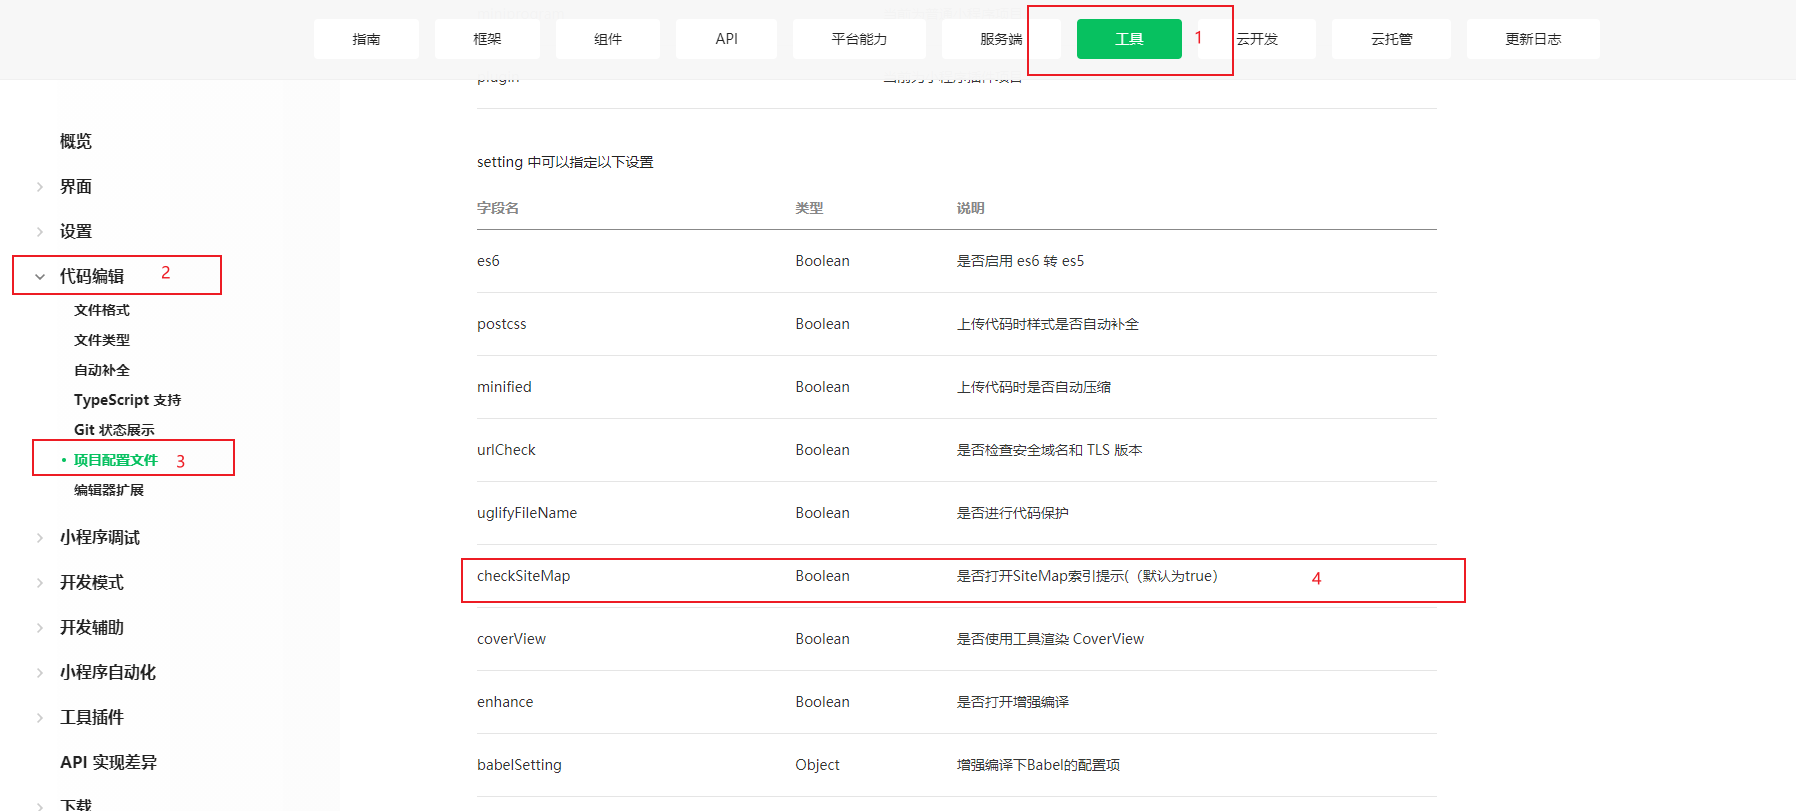 指南 框架 组件 API 平台能力 服务端 工具 1 云开发 云托管 更新日志
概览
界面
设置
代码编辑 2
文件格式
文件类型
自动补全
TypeScript 支持
Git 状态展示
项目配置文件 3
编辑器扩展
小程序调试
开发模式
开发辅助
小程序自动化
工具插件
API 实现差异
下载
plugin 当前为小程序插件项目
setting 中可以指定以下设置
字段名 类型 说明
es6 Boolean 是否启用 es6 转 es5
postcss Boolean 上传代码时样式是否自动补全
minified Boolean 上传代码时是否自动压缩
urlCheck Boolean 是否检查安全域名和 TLS 版本
uglifyFileName Boolean 是否进行代码保护
checkSiteMap Boolean 是否打开SiteMap索引提示(（默认为true） 4
coverView Boolean 是否使用工具渲染 CoverView
enhance Boolean 是否打开增强编译
babelSetting Object 增强编译下Babel的配置项